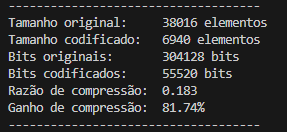 ------------------------------------
Tamanho original: 38016 elementos
Tamanho codificado: 6940 elementos
Bits originais: 304128 bits
Bits codificados: 55520 bits
Razão de compressão: 0.183
Ganho de compressão: 81.74%
------------------------------------